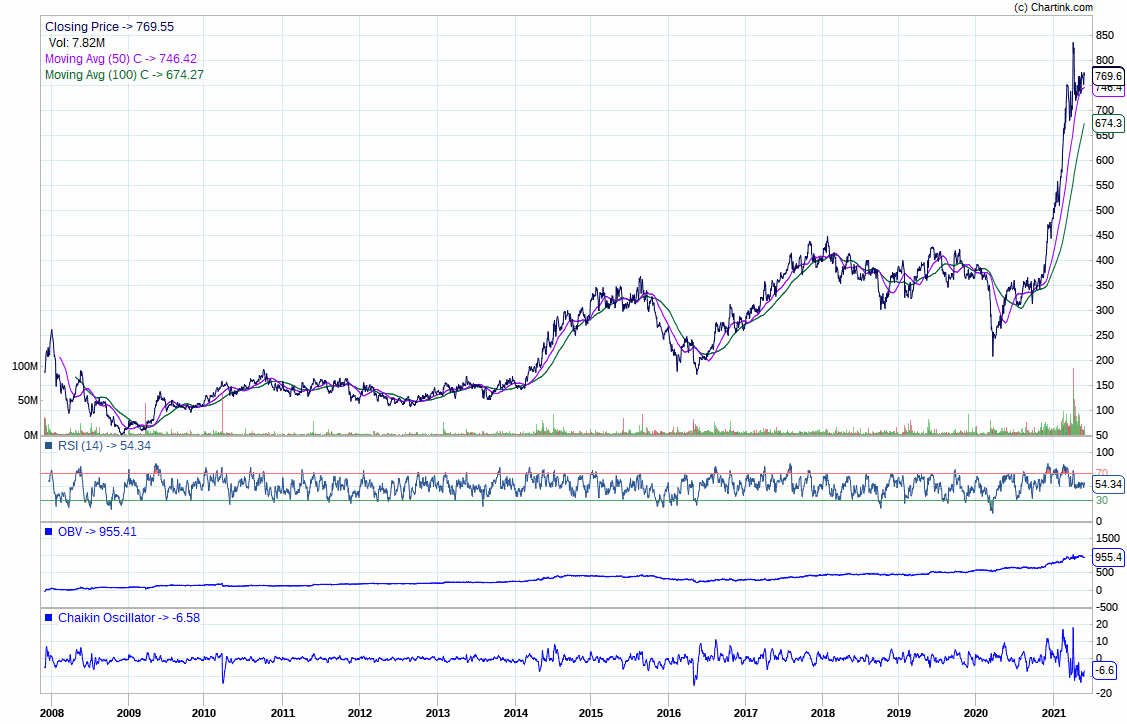 (c) Chartink.com
Closing Price -> 769.55
Vol: 7.82M
Moving Avg (50) C -> 746.42
Moving Avg (100) C -> 674.27
850
800
769.6
746.4
700
674.3
650
600
550
500
450
400
350
300
250
200
150
100
50
100M
50M
0M
RSI (14) -> 54.34
100
70
54.34
30
0
OBV -> 955.41
1500
955.4
500
0
-500
Chaikin Oscillator -> -6.58
20
10
0
-6.6
-20
2008 2009 2010 2011 2012 2013 2014 2015 2016 2017 2018 2019 2020 2021